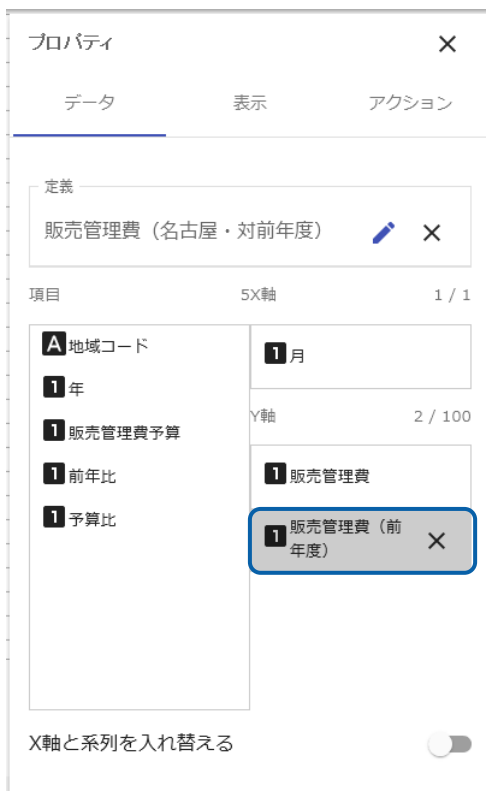 プロパティ
データ 表示 アクション
定義
販売管理費（名古屋・対前年度）
項目 5X軸 1 / 1
A 地域コード
1 月
1 年
1 販売管理費予算
Y軸 2 / 100
1 前年比
1 販売管理費
1 予算比
1 販売管理費（前
年度）
X軸と系列を入れ替える